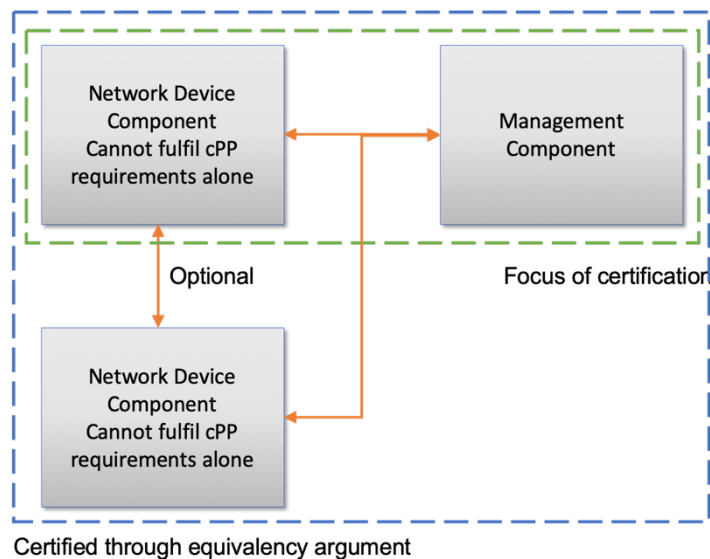 Network Device
Component
Cannot fulfil cPP
requirements alone
Management
Component
Optional
Focus of certification
Network Device
Component
Cannot fulfil cPP
requirements alone
Certified through equivalency argument